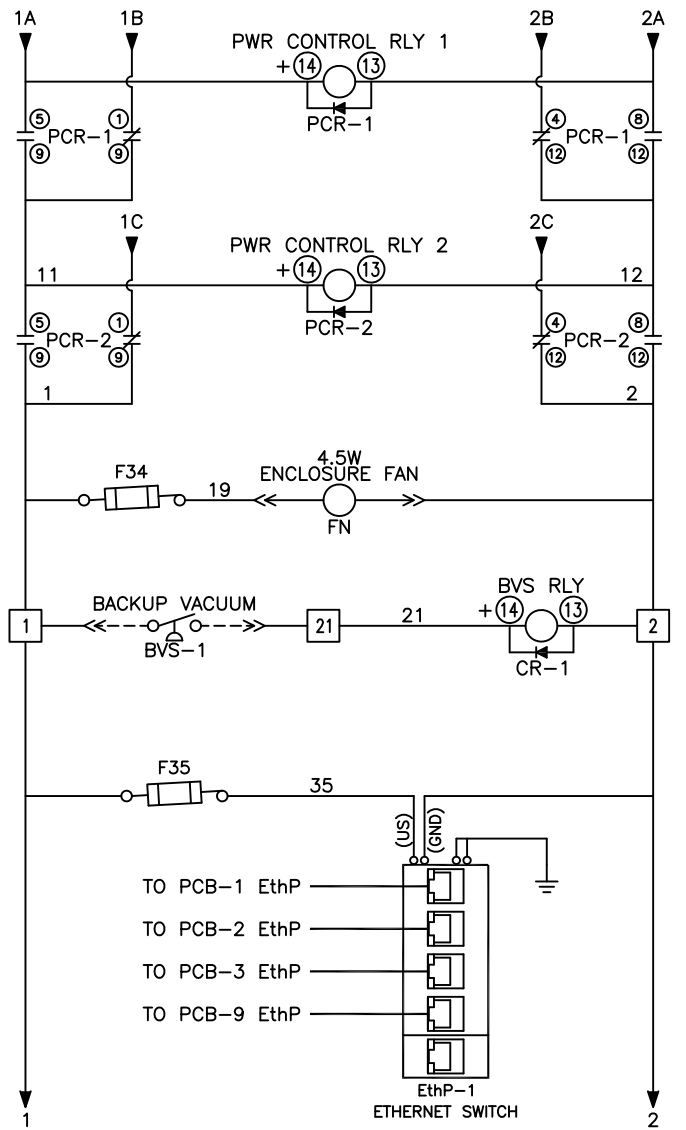 1A 1B 2B 2A
PWR CONTROL RLY 1
+ 14 13
PCR-1
5 PCR-1 1
9 9
4 PCR-1 8
12 12
1C 2C
PWR CONTROL RLY 2
11 + 14 13 12
PCR-2
5 PCR-2 1
9 9
4 PCR-2 8
12 12
1 2
4.5W
F34 ENCLOSURE FAN
19
FN
BVS RLY
BACKUP VACUUM + 14 13
1 21 21 2
BVS-1 CR-1
F35
35
(US) (GND)
TO PCB-1 EthP
TO PCB-2 EthP
TO PCB-3 EthP
TO PCB-9 EthP
EthP-1
ETHERNET SWITCH
1 2